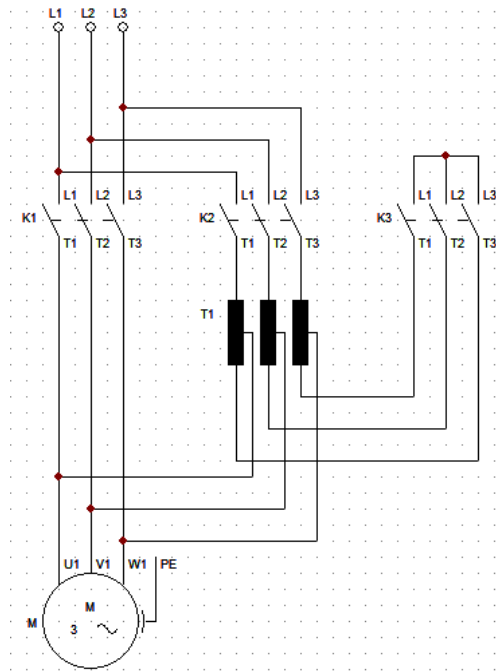 L1 L2 L3
L1 L2 L3 L1 L2 L3 L1 L2 L3
K1 K2 K3
T1 T2 T3 T1 T2 T3 T1 T2 T3
T1
U1 V1 W1 PE
M
M 3